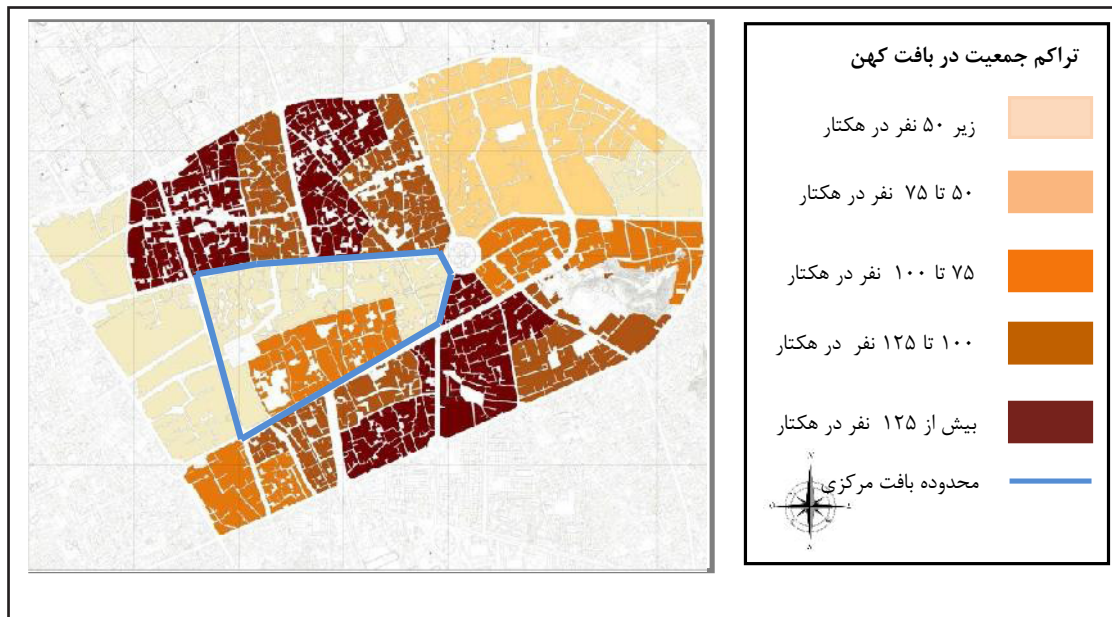 تراکم جمعیت در بافت کهن
زیر ۵۰ نفر در هکتار
۵۰ تا ۷۵ نفر در هکتار
۷۵ تا ۱۰۰ نفر در هکتار
۱۰۰ تا ۱۲۵ نفر در هکتار
بیش از ۱۲۵ نفر در هکتار
محدوده بافت مرکزی